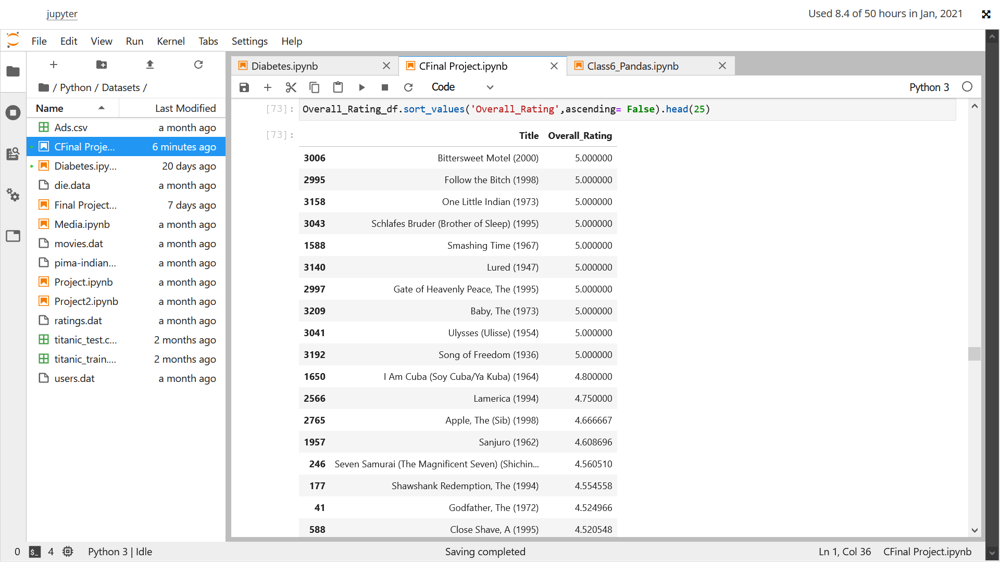 jupyter
Used 8.4 of 50 hours in Jan, 2021
File Edit View Run Kernel Tabs Settings Help
/ Python / Datasets /
Name Last Modified
Ads.csv a month ago
CFinal Proje... 6 minutes ago
Diabetes.ipy... 20 days ago
die.data a month ago
Final Project... 7 days ago
Media.ipynb a month ago
movies.dat a month ago
pima-indian... a month ago
Project.ipynb a month ago
Project2.ipynb a month ago
ratings.dat a month ago
titanic_test.c... 2 months ago
titanic_train.... 2 months ago
users.dat a month ago
Diabetes.ipynb CFinal Project.ipynb Class6_Pandas.ipynb
Code Python 3
[73]: Overall_Rating_df.sort_values('Overall_Rating',ascending= False).head(25)
[73]: Title Overall_Rating
3006 Bittersweet Motel (2000) 5.000000
2995 Follow the Bitch (1998) 5.000000
3158 One Little Indian (1973) 5.000000
3043 Schlafes Bruder (Brother of Sleep) (1995) 5.000000
1588 Smashing Time (1967) 5.000000
3140 Lured (1947) 5.000000
2997 Gate of Heavenly Peace, The (1995) 5.000000
3209 Baby, The (1973) 5.000000
3041 Ulysses (Ulisse) (1954) 5.000000
3192 Song of Freedom (1936) 5.000000
1650 I Am Cuba (Soy Cuba/Ya Kuba) (1964) 4.800000
2566 Lamerica (1994) 4.750000
2765 Apple, The (Sib) (1998) 4.666667
1957 Sanjuro (1962) 4.608696
246 Seven Samurai (The Magnificent Seven) (Shichin... 4.560510
177 Shawshank Redemption, The (1994) 4.554558
41 Godfather, The (1972) 4.524966
588 Close Shave, A (1995) 4.520548
0 $_ 4 Python 3 | Idle Saving completed Ln 1, Col 36 CFinal Project.ipynb